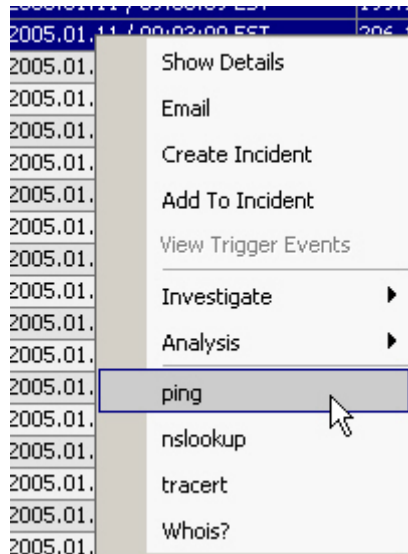 2005.01.11 / 09:03:09 EST
2005.01.
Show Details
2005.01.
Email
2005.01.
2005.01.
Create Incident
2005.01.
Add To Incident
2005.01.
View Trigger Events
2005.01.
2005.01.
Investigate
2005.01.
Analysis
2005.01.
2005.01.
ping
2005.01.
nslookup
2005.01.
tracert
2005.01.
2005.01.
Whois?
2005.01.